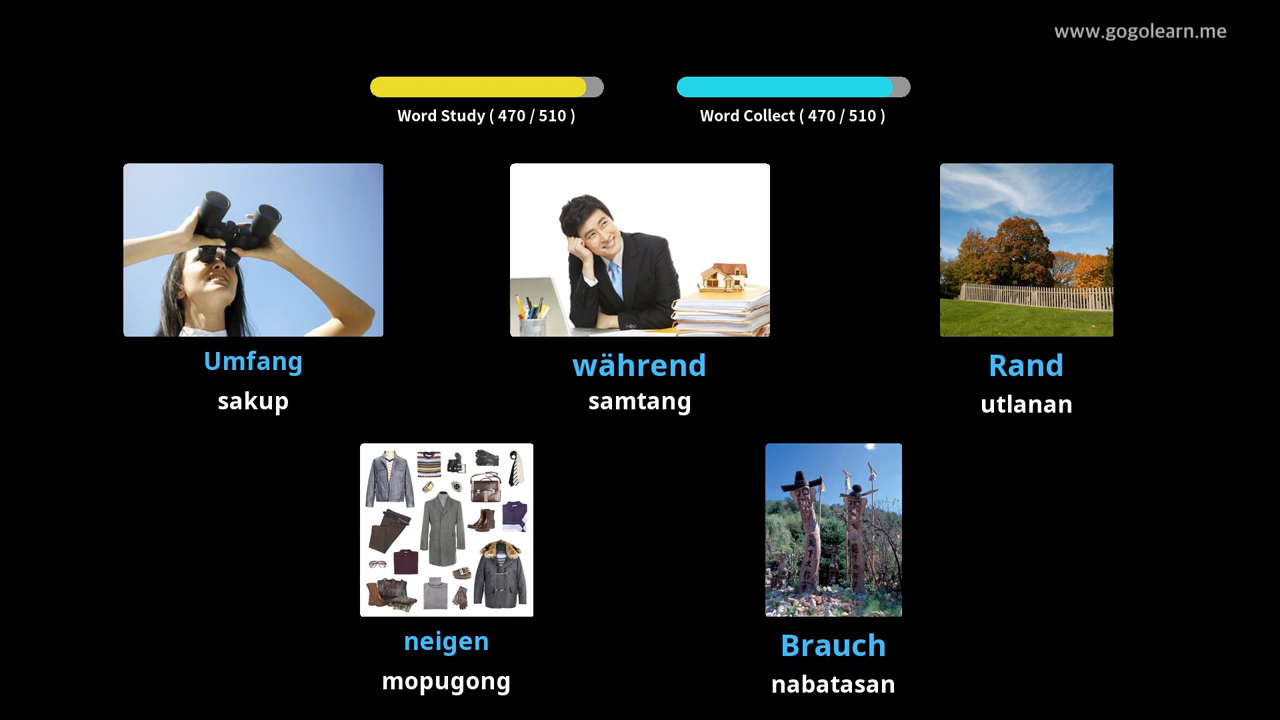 www.gogolearn.me
Word Study ( 470 / 510 )
Word Collect ( 470 / 510 )
Umfang
sakup
während
samtang
Rand
utlanan
neigen
mopugong
Brauch
nabatasan